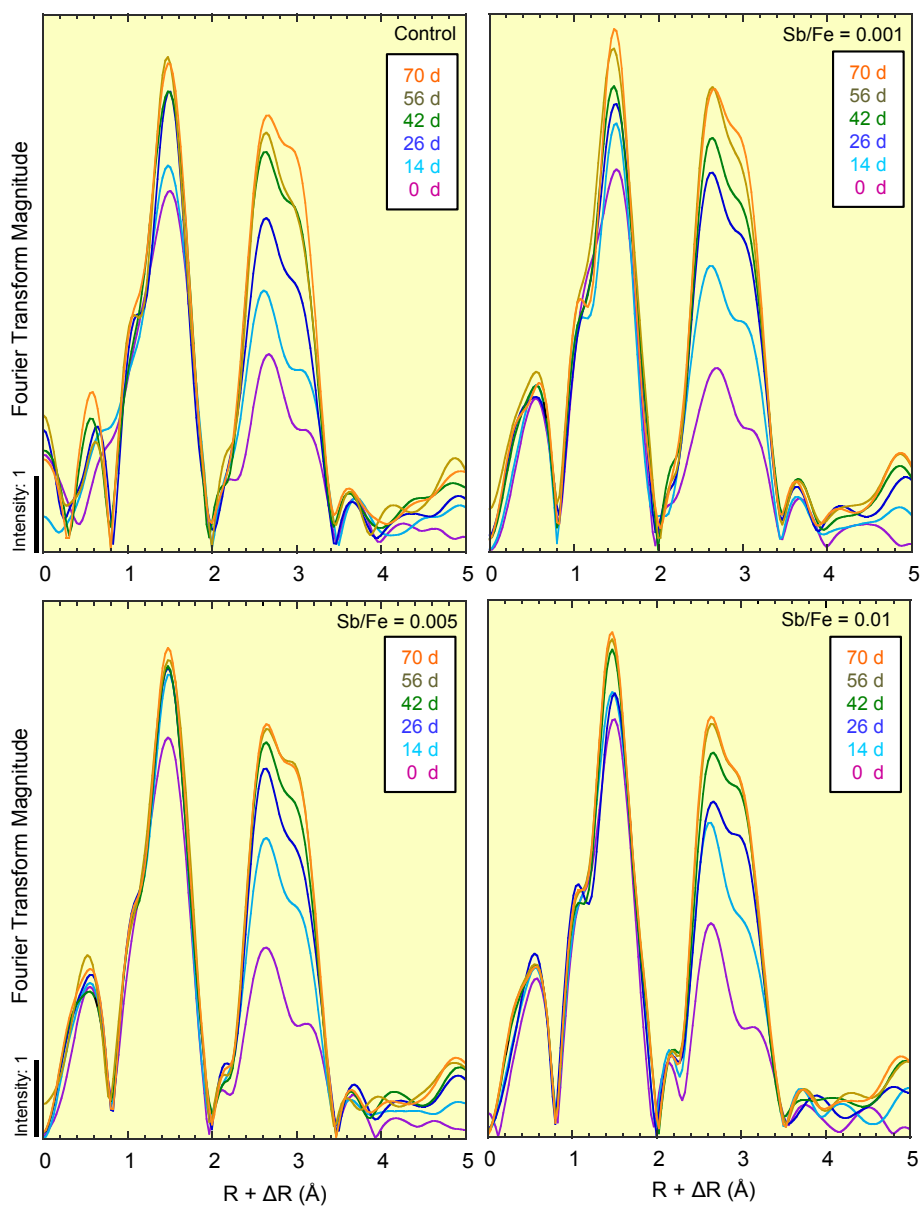 Control
70 d
56 d
42 d
26 d
14 d
0 d
Fourier Transform Magnitude
Intensity: 1
0 1 2 3 4 5
Sb/Fe = 0.001
70 d
56 d
42 d
26 d
14 d
0 d
0 1 2 3 4 5
Sb/Fe = 0.005
70 d
56 d
42 d
26 d
14 d
0 d
Fourier Transform Magnitude
Intensity: 1
0 1 2 3 4 5
R + ΔR (Å)
Sb/Fe = 0.01
70 d
56 d
42 d
26 d
14 d
0 d
0 1 2 3 4 5
R + ΔR (Å)